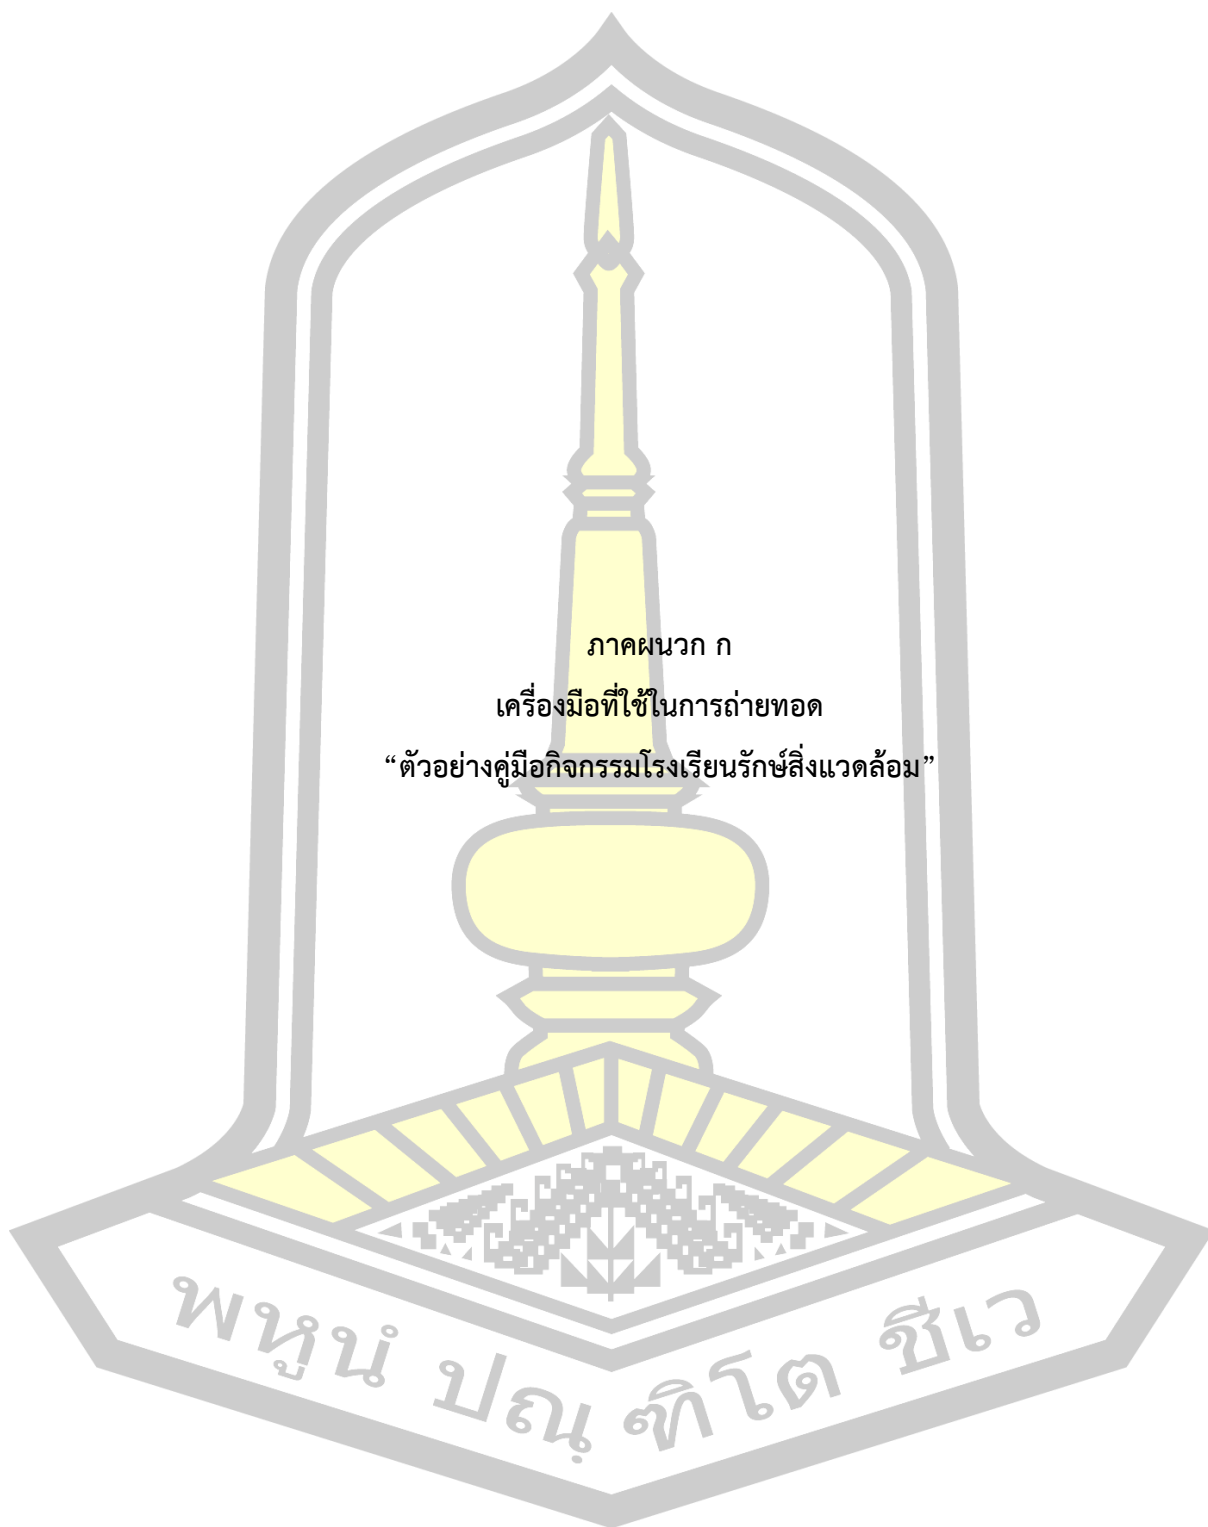 ภาคผนวก ก
เครื่องมือที่ใช้ในการถ่ายทอด
“ตัวอย่างคู่มือกิจกรรมโรงเรียนรักษ์สิ่งแวดล้อม”
พหูนํ ปณฺฑิโต ชีเว